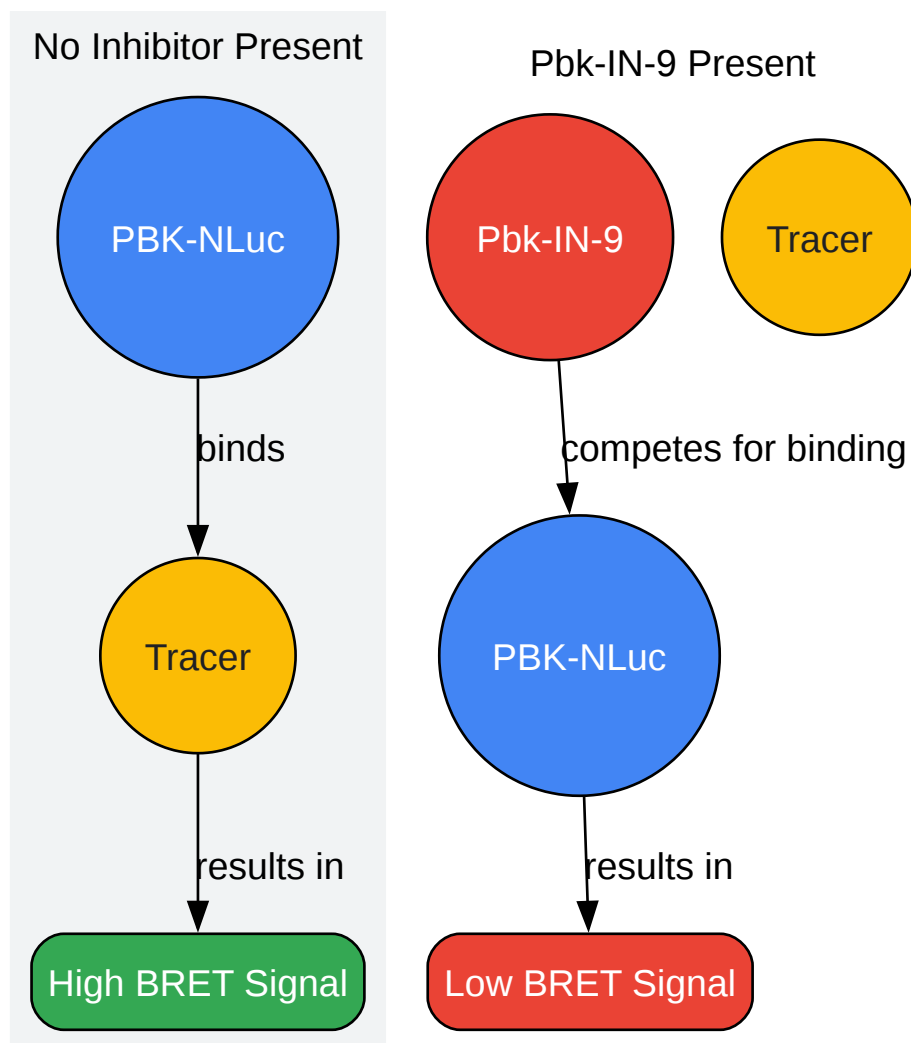 No Inhibitor Present
PBK-NLuc
binds
Tracer
results in
High BRET Signal
Pbk-IN-9 Present
Pbk-IN-9
Tracer
competes for binding
PBK-NLuc
results in
Low BRET Signal